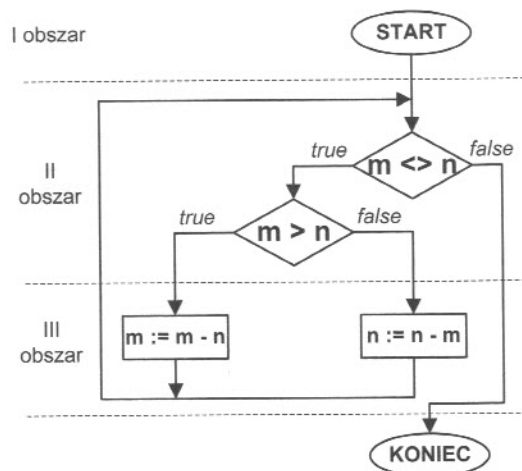 I obszar
START
true
m <> n
false
II
obszar
true
m > n
false
III
obszar
m := m - n
n := n - m
KONIEC